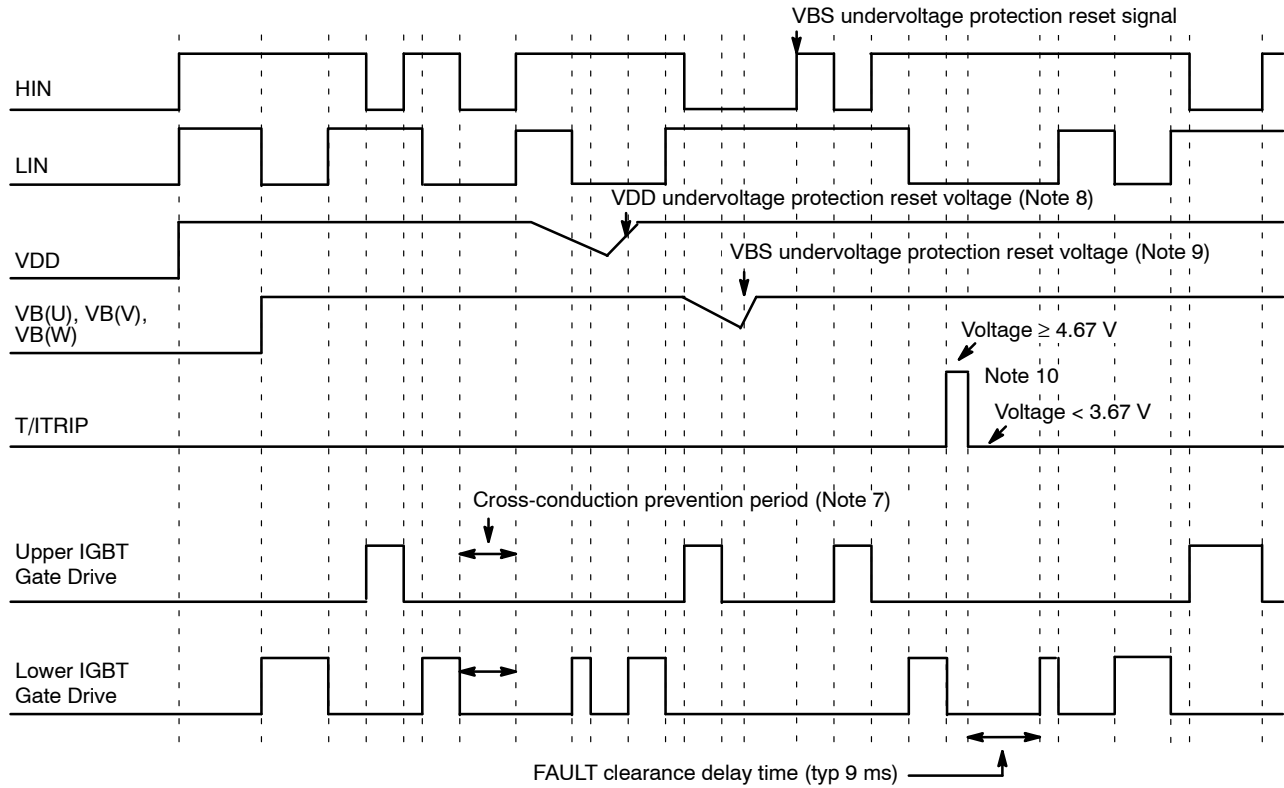 VBS undervoltage protection reset signal
HIN
LIN
VDD undervoltage protection reset voltage (Note 8)
VDD
VBS undervoltage protection reset voltage (Note 9)
VB(U), VB(V),
VB(W)
Voltage ≥ 4.67 V
Note 10
Voltage < 3.67 V
T/ITRIP
Cross-conduction prevention period (Note 7)
Upper IGBT
Gate Drive
Lower IGBT
Gate Drive
FAULT clearance delay time (typ 9 ms)